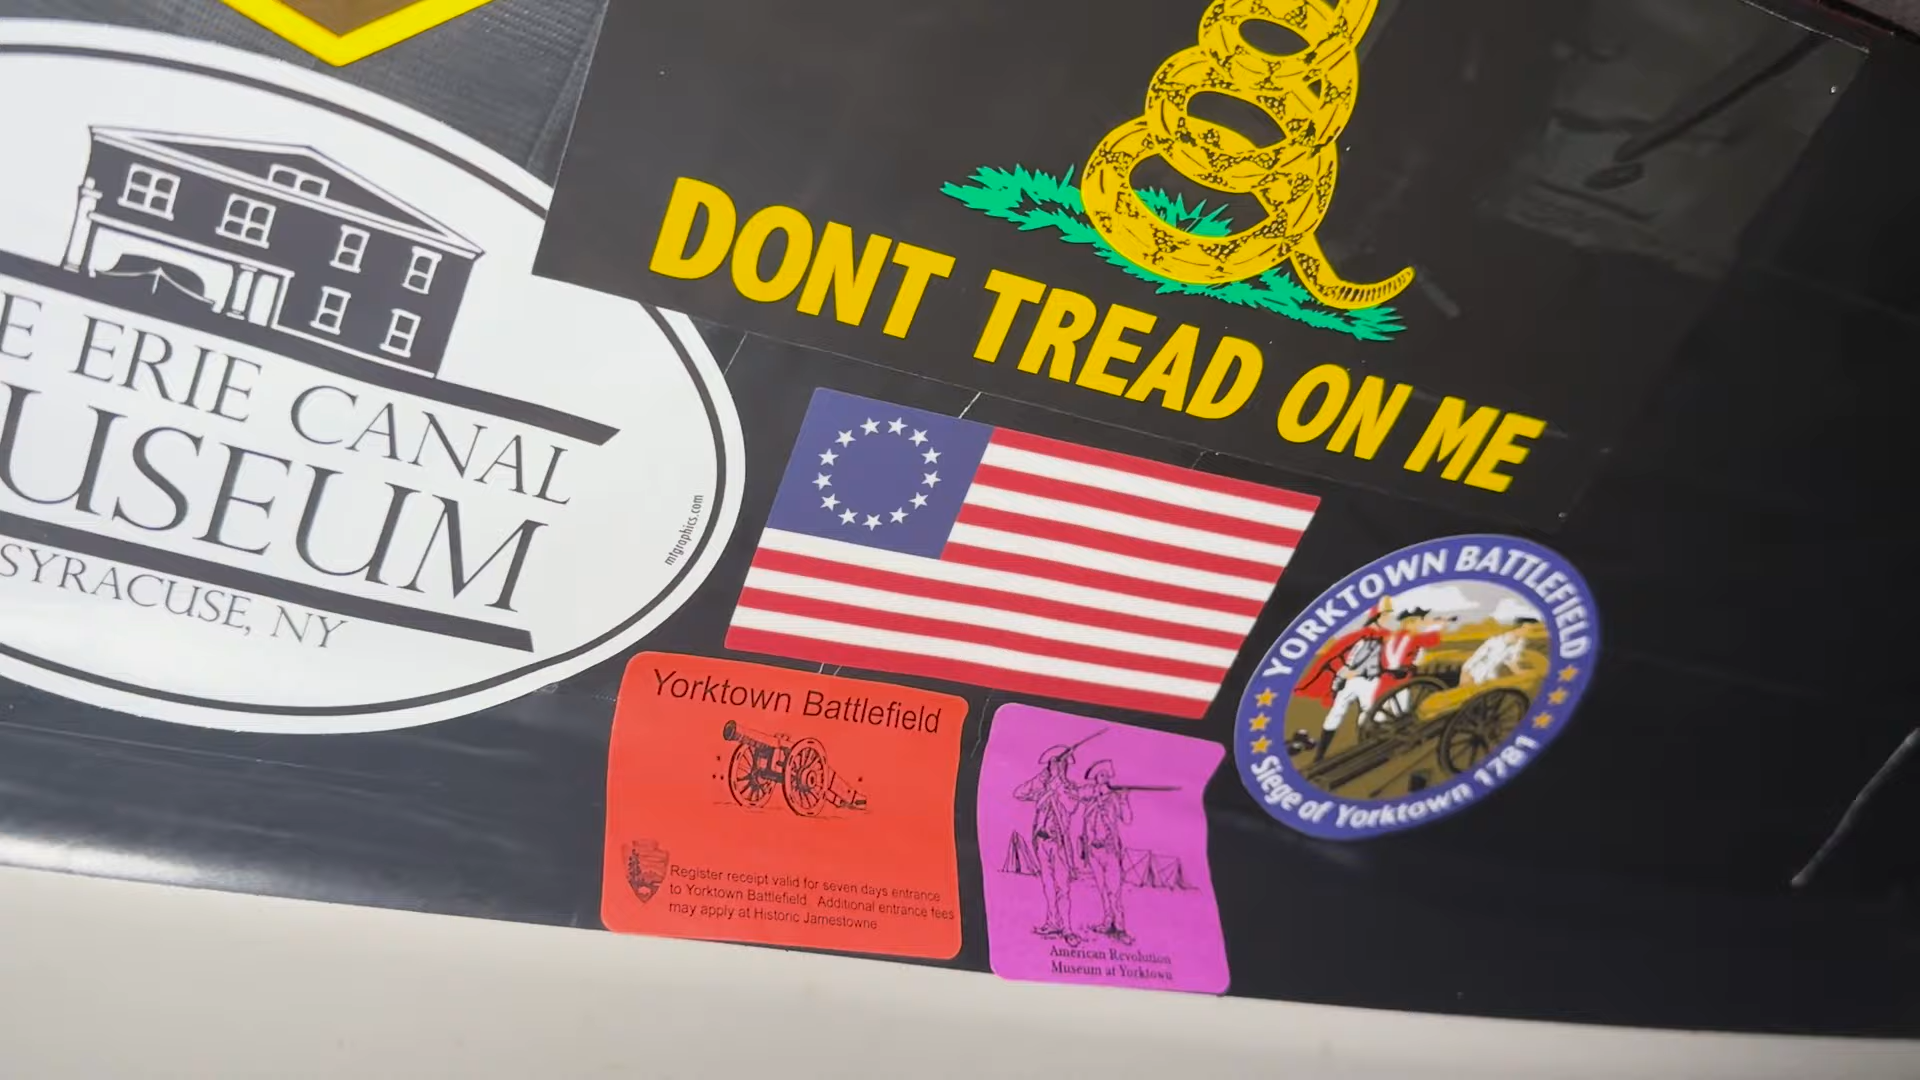 E ERIE CANAL
USEUM
SYRACUSE, NY
mtgraphics.com
DONT TREAD ON ME
YORKTOWN BATTLEFIELD
Siege of Yorktown 1781
Yorktown Battlefield
Register receipt valid for seven days entrance
to Yorktown Battlefield. Additional entrance fees
may apply at Historic Jamestowne
American Revolution
Museum at Yorktown